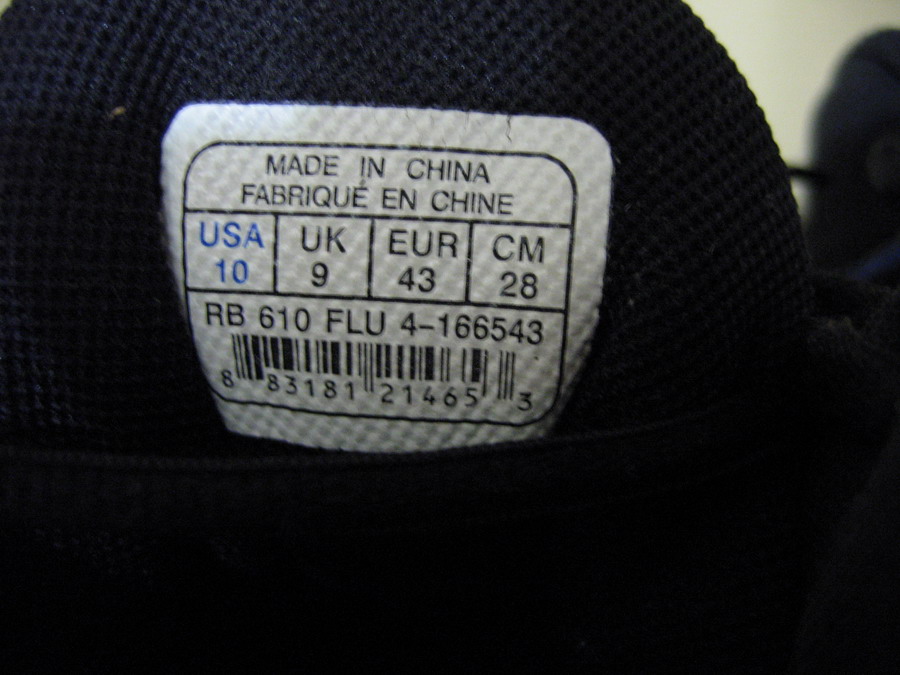 MADE IN CHINA
FABRIQUÉ EN CHINE
USA UK EUR CM
10 9 43 28
RB 610 FLU 4-166543
8 83181 21465 3